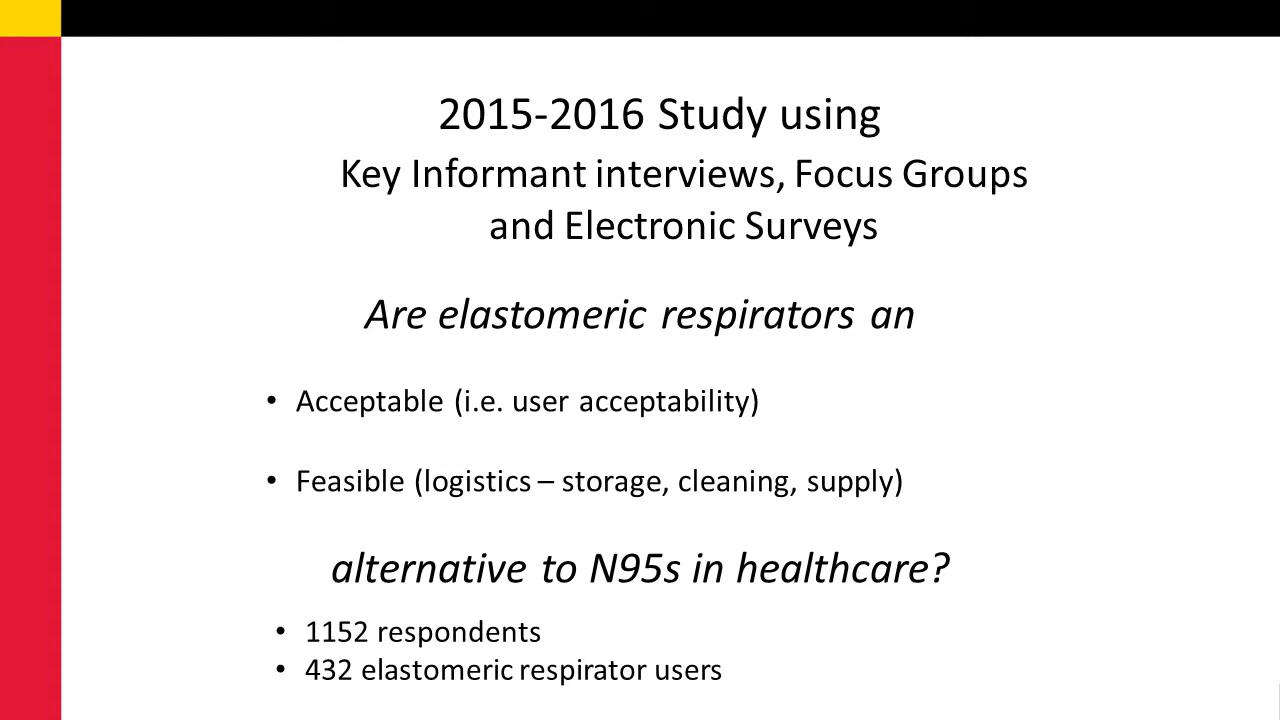 2015-2016 Study using
Key Informant interviews, Focus Groups
and Electronic Surveys
Are elastomeric respirators an
• Acceptable (i.e. user acceptability)
• Feasible (logistics – storage, cleaning, supply)
alternative to N95s in healthcare?
• 1152 respondents
• 432 elastomeric respirator users